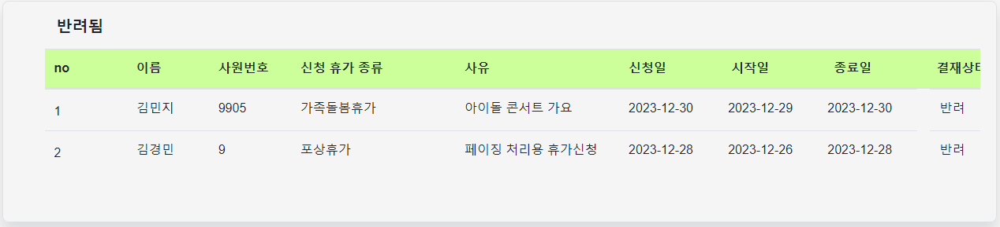 반려됨
no 이름 사원번호 신청 휴가 종류 사유 신청일 시작일 종료일
1 김민지 9905 가족돌봄휴가 아이돌 콘서트 가요 2023-12-30 2023-12-29 2023-12-30 반려
2 김경민 9 포상휴가 페이징 처리용 휴가신청 2023-12-28 2023-12-26 2023-12-28 반려